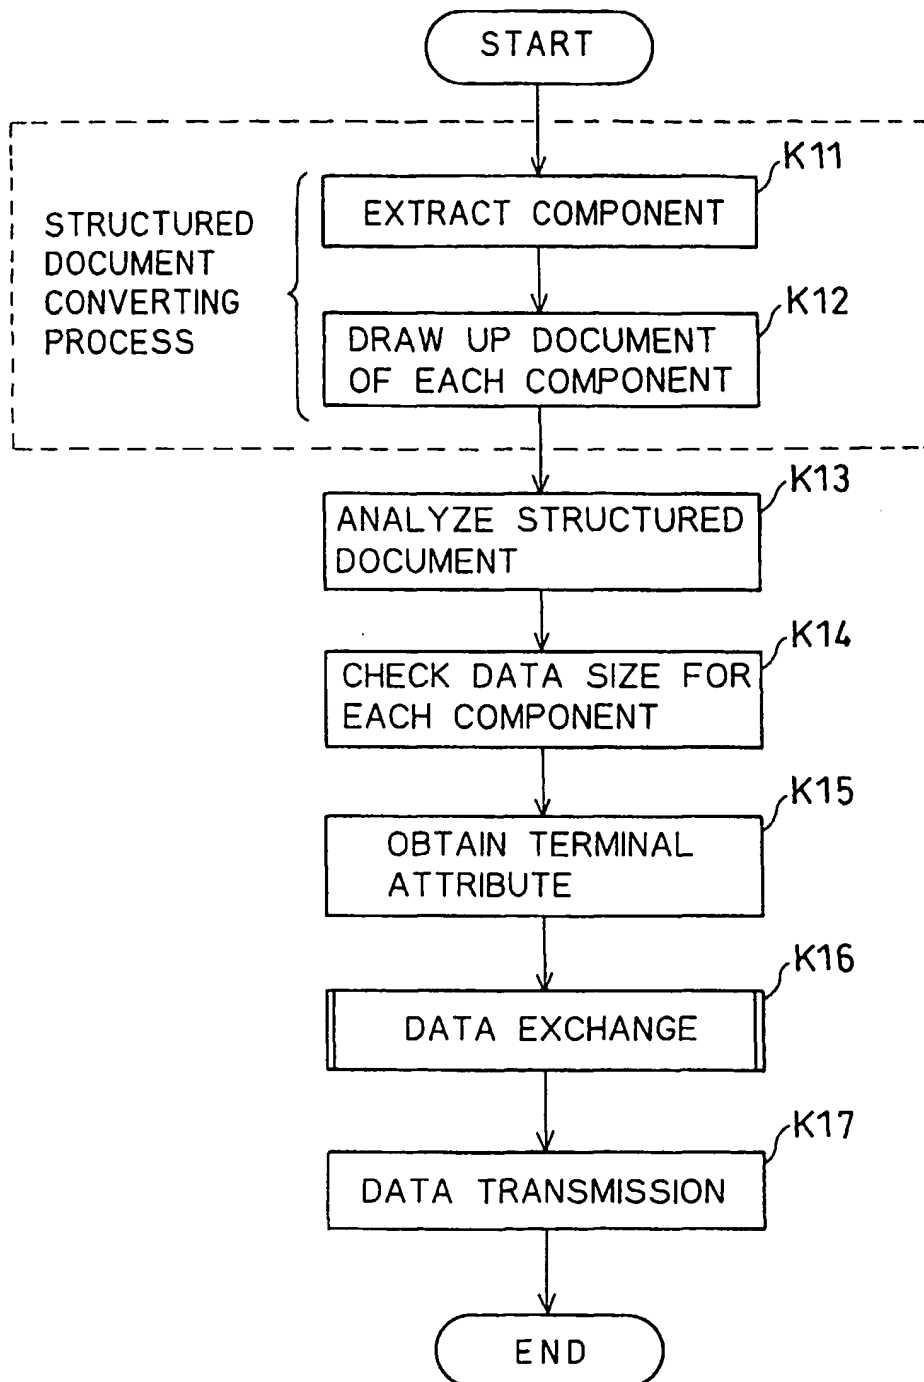 START
K11
EXTRACT COMPONENT
STRUCTURED
DOCUMENT
CONVERTING
PROCESS
K12
DRAW UP DOCUMENT
OF EACH COMPONENT
K13
ANALYZE STRUCTURED
DOCUMENT
K14
CHECK DATA SIZE FOR
EACH COMPONENT
K15
OBTAIN TERMINAL
ATTRIBUTE
K16
DATA EXCHANGE
K17
DATA TRANSMISSION
END